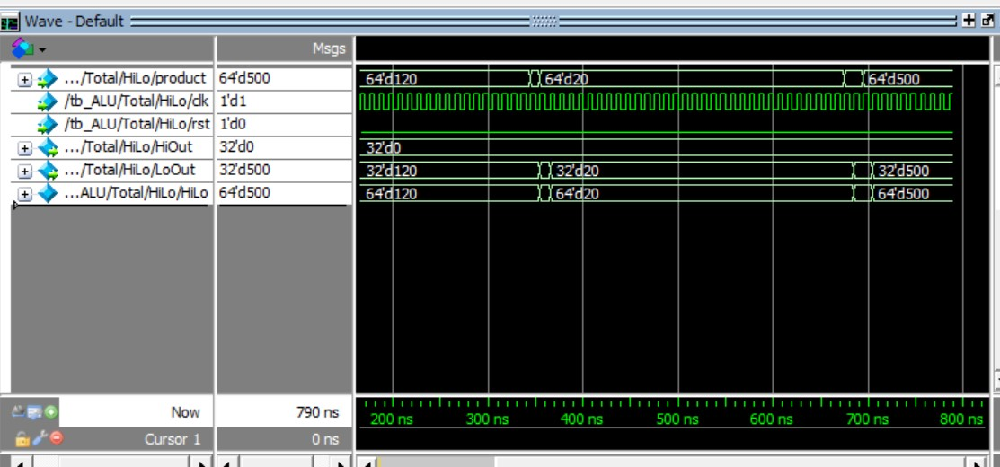 Wave - Default
Msgs
.../Total/HiLo/product 64'd500 64'd120 64'd20 64'd500
/tb_ALU/Total/HiLo/clk 1'd1
/tb_ALU/Total/HiLo/rst 1'd0
.../Total/HiLo/HiOut 32'd0 32'd0
.../Total/HiLo/LoOut 32'd500 32'd120 32'd20 32'd500
...ALU/Total/HiLo/HiLo 64'd500 64'd120 64'd20 64'd500
Now 790 ns 200 ns 300 ns 400 ns 500 ns 600 ns 700 ns 800 ns
Cursor 1 0 ns